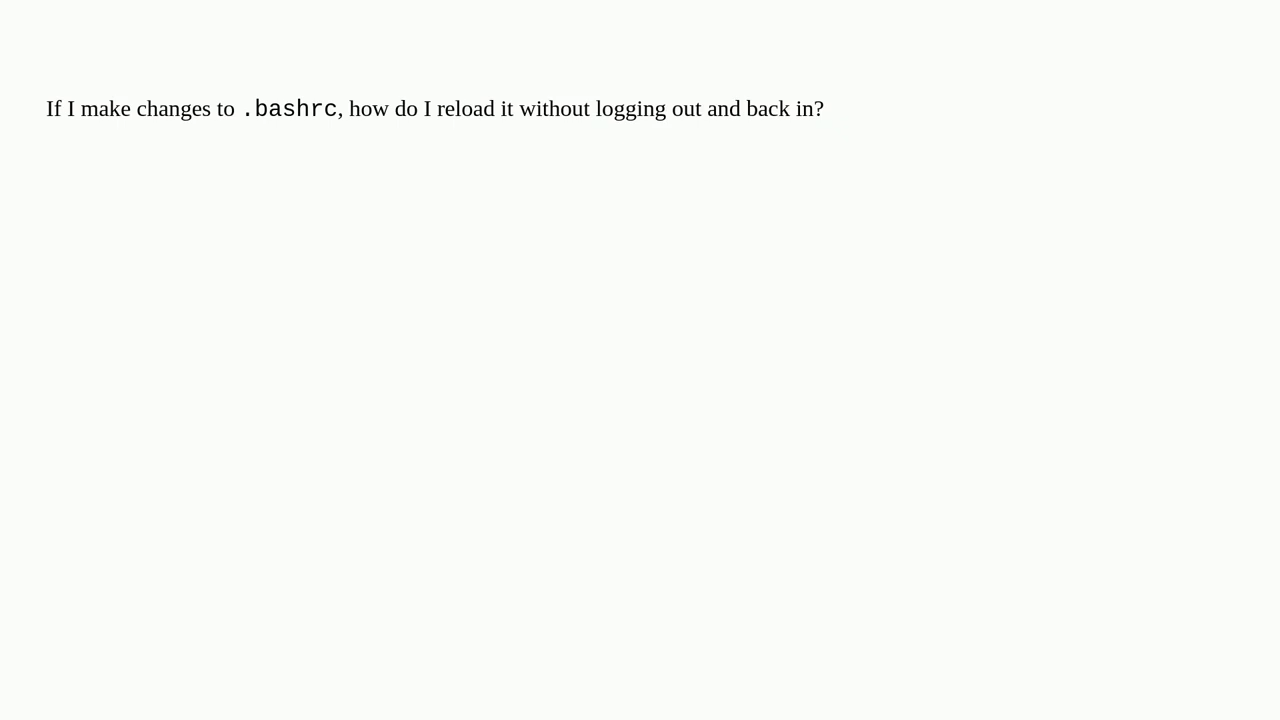 If I make changes to .bashrc, how do I reload it without logging out and back in?